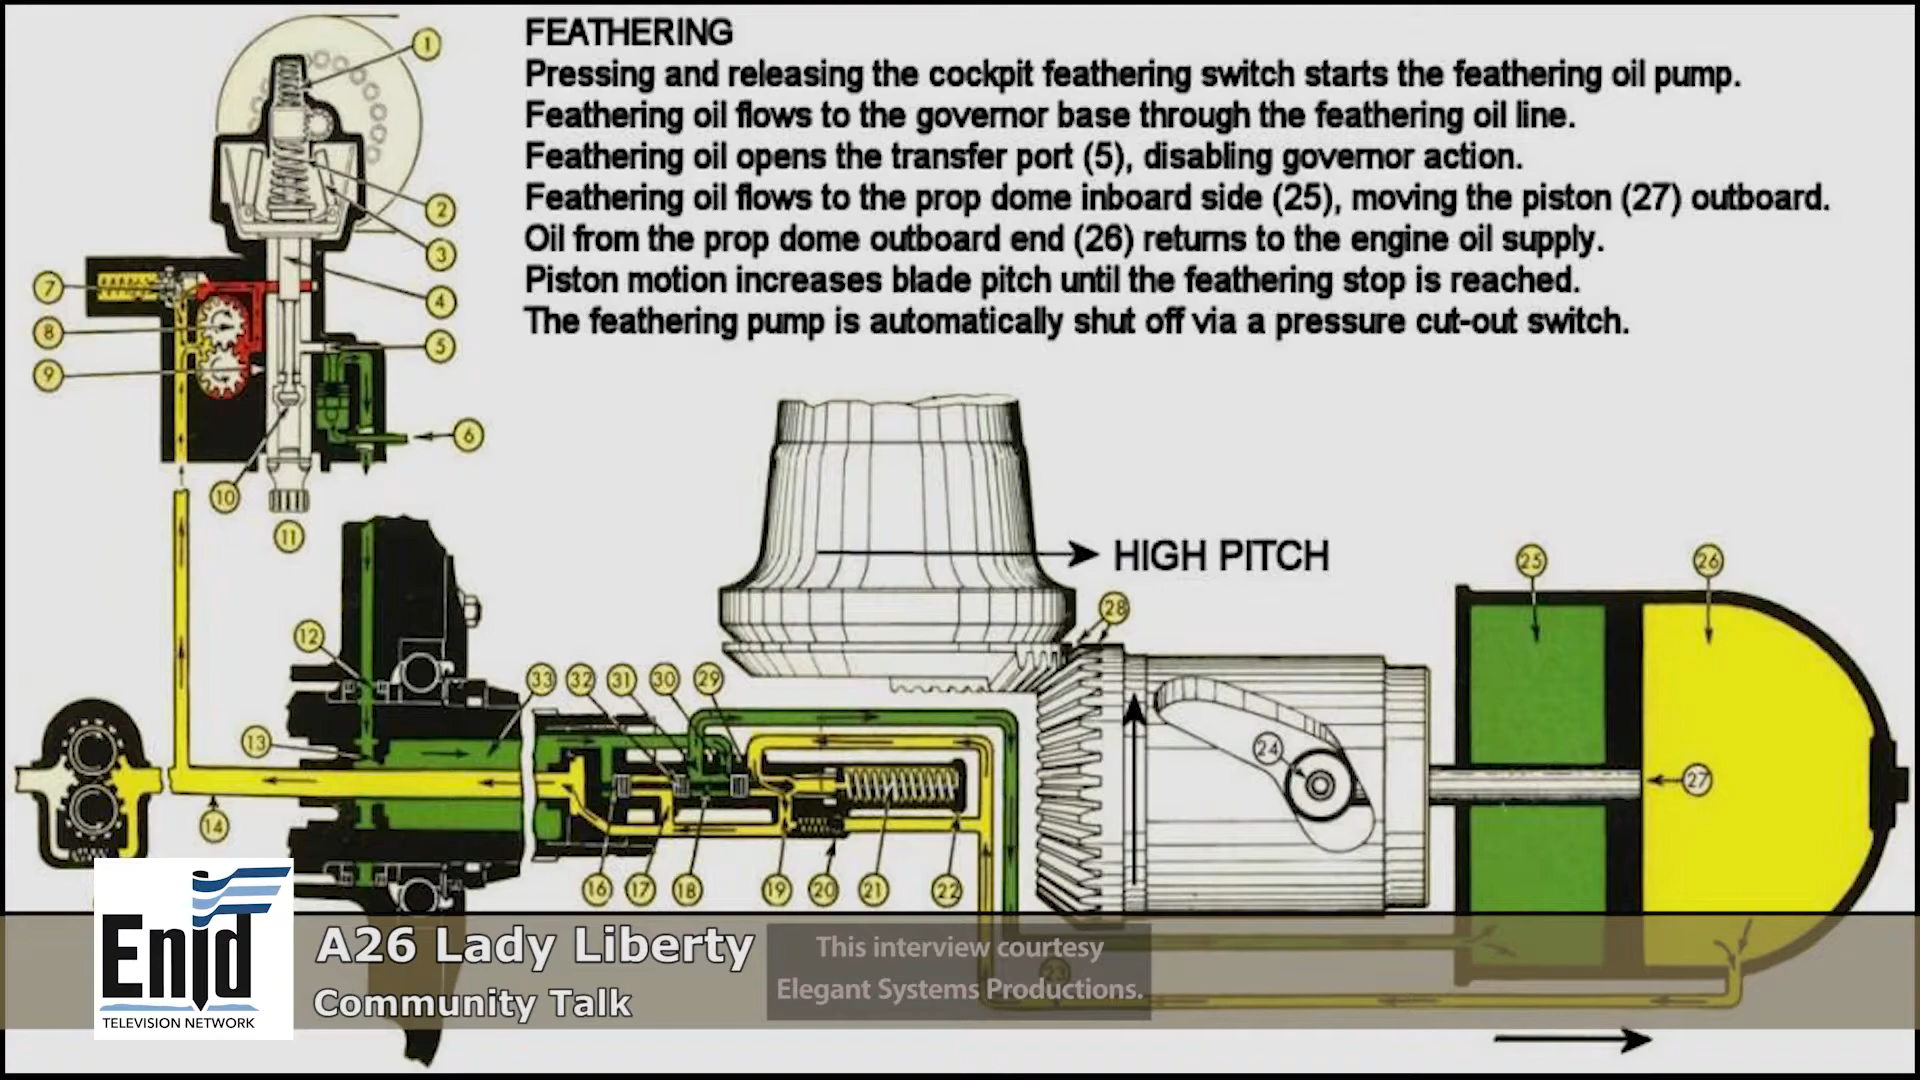 FEATHERING
Pressing and releasing the cockpit feathering switch starts the feathering oil pump.
Feathering oil flows to the governor base through the feathering oil line.
Feathering oil opens the transfer port (5), disabling governor action.
Feathering oil flows to the prop dome inboard side (25), moving the piston (27) outboard.
Oil from the prop dome outboard end (26) returns to the engine oil supply.
Piston motion increases blade pitch until the feathering stop is reached.
The feathering pump is automatically shut off via a pressure cut-out switch.
1
2
3
7
4
8
5
9
6
10
11
HIGH PITCH
25
26
28
12
33
32
31
30
29
13
24
27
14
16
17
18
19
20
21
22
23
Enid
TELEVISION NETWORK
A26 Lady Liberty
Community Talk
This interview courtesy
Elegant Systems Productions.